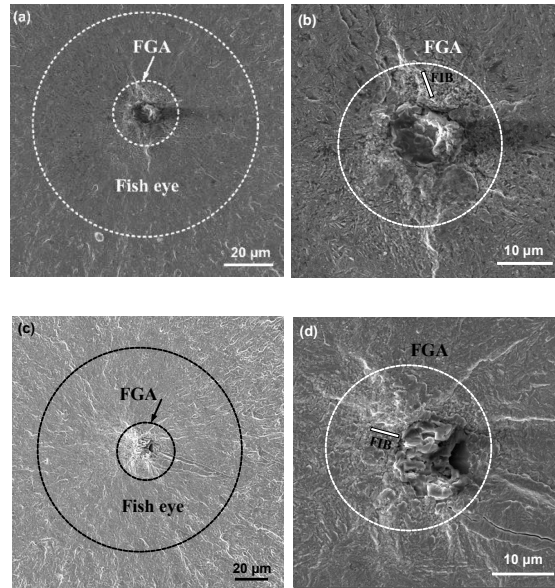 (a)
FGA
Fish eye
20 µm
(b)
FGA
FIB
10 µm
(c)
FGA
Fish eye
20 µm
(d)
FGA
FIB
10 µm